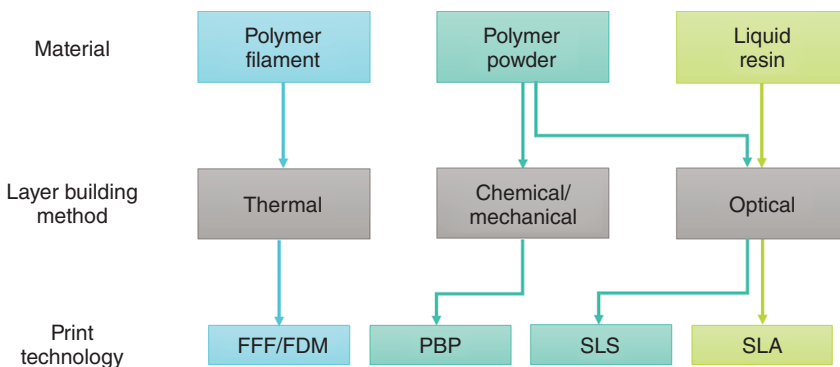 Material
Polymer
filament
Polymer
powder
Liquid
resin
Layer building
method
Thermal
Chemical/
mechanical
Optical
Print
technology
FFF/FDM
PBP
SLS
SLA